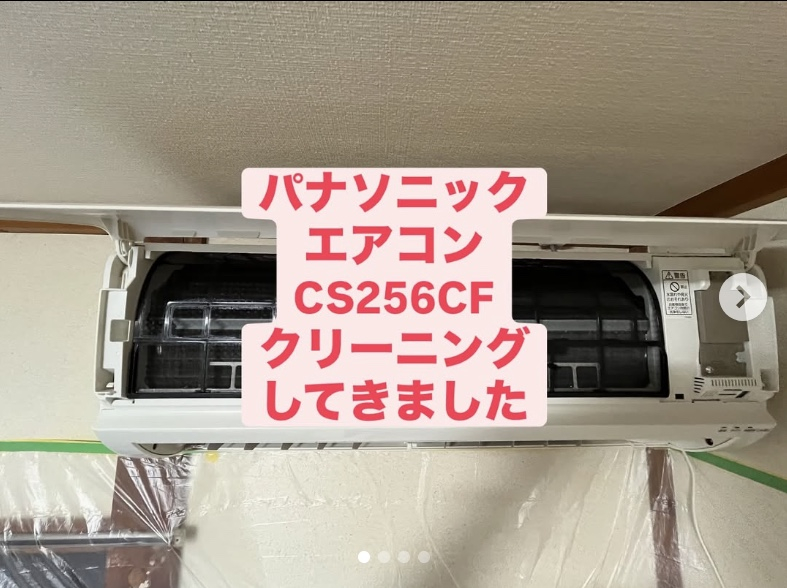 パナソニック
エアコン
CS256CF
クリーニング
してきました